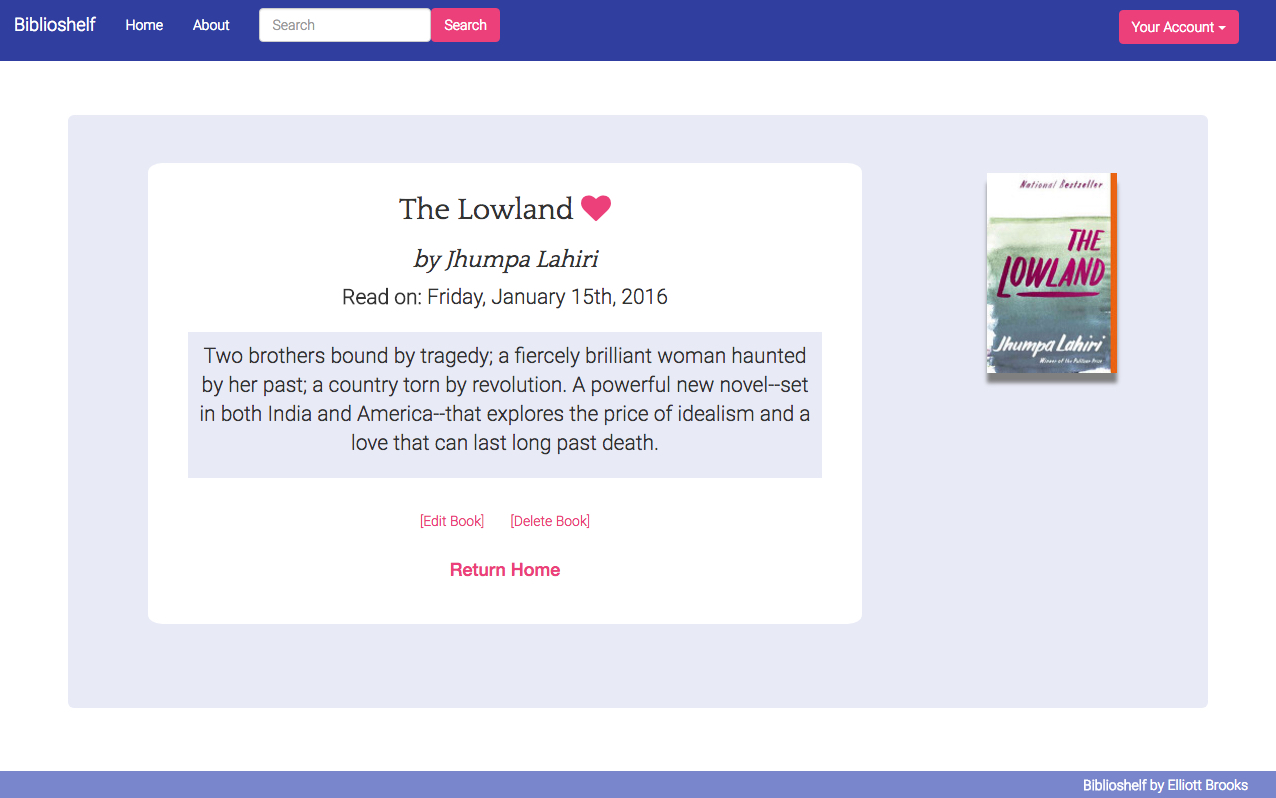 Biblioshelf Home About Search Search Your Account
The Lowland
by Jhumpa Lahiri
Read on: Friday, January 15th, 2016
Two brothers bound by tragedy; a fiercely brilliant woman haunted
by her past; a country torn by revolution. A powerful new novel--set
in both India and America--that explores the price of idealism and a
love that can last long past death.
[Edit Book] [Delete Book]
Return Home
National Bestseller
THE
LOWLAND
Jhumpa Lahiri
Winner of the Pulitzer Prize
Biblioshelf by Elliott Brooks